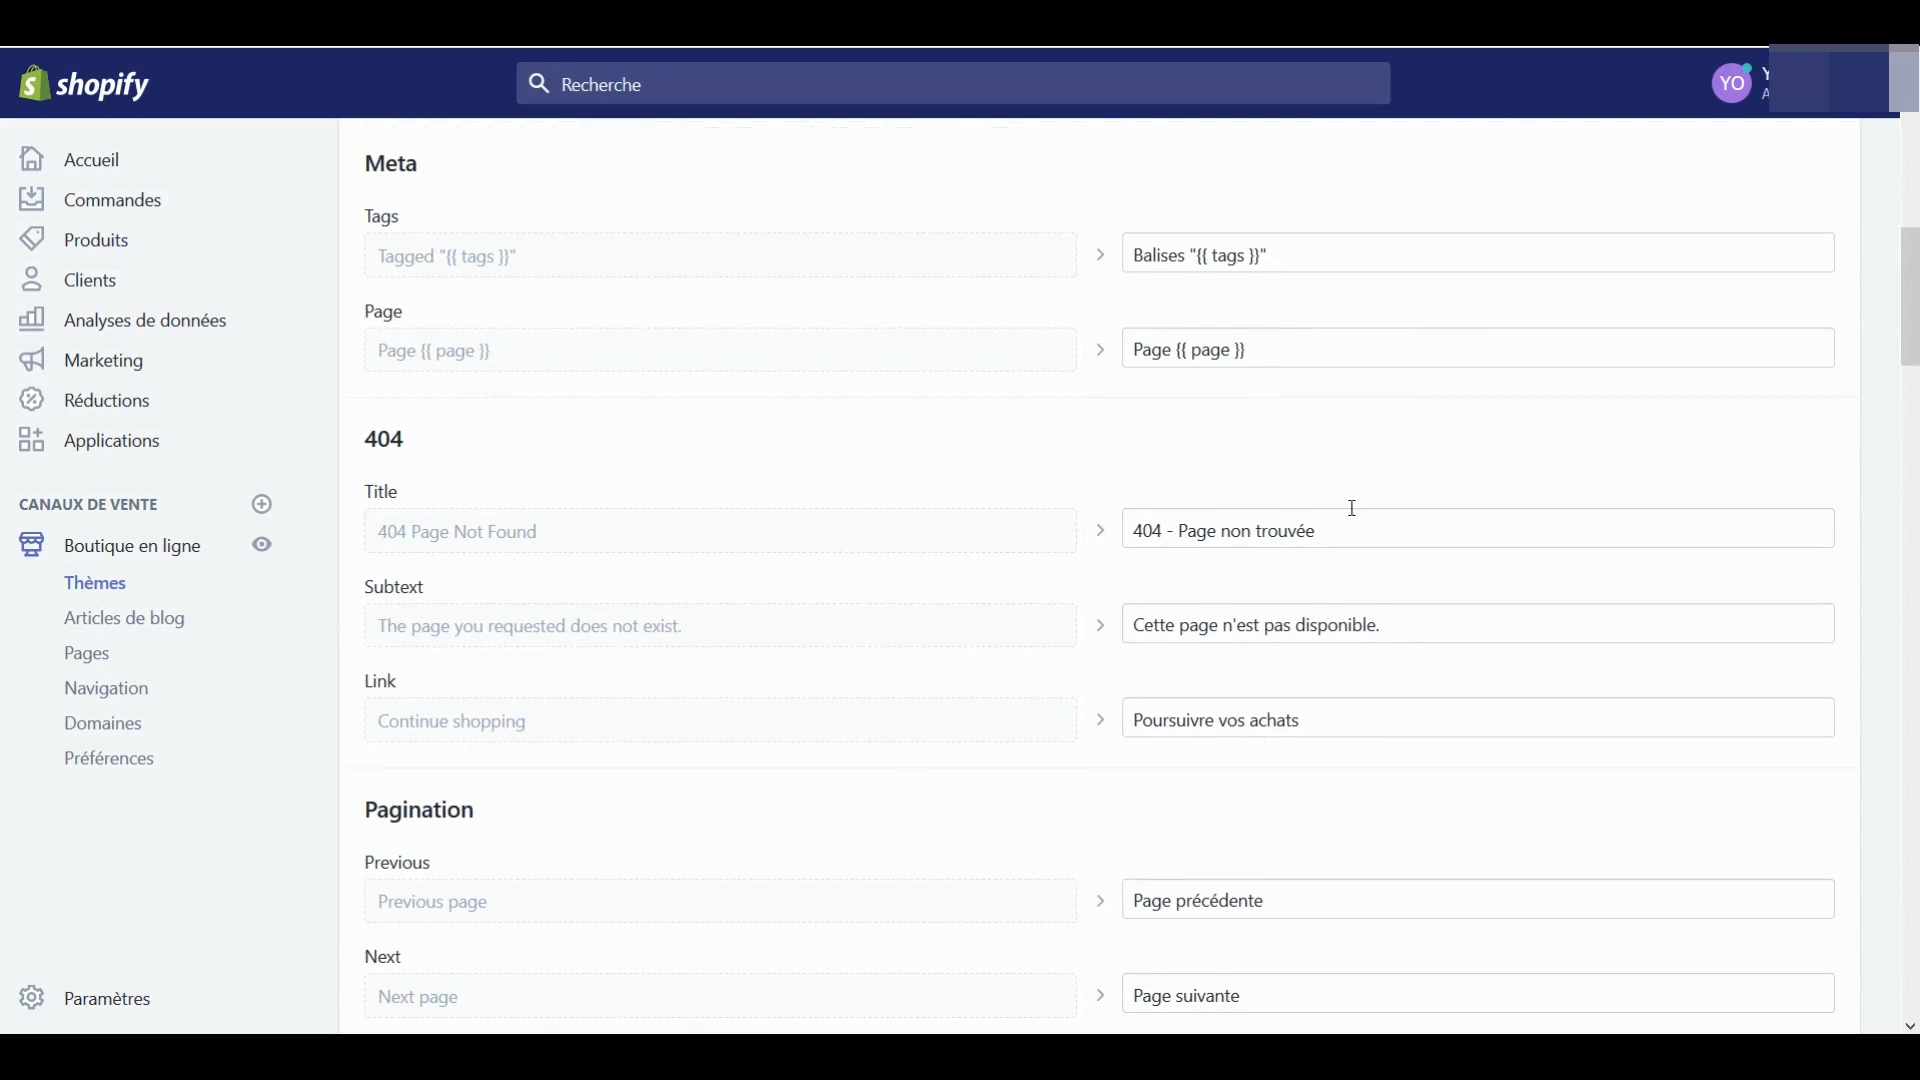 shopify
Recherche
YO
Accueil
Commandes
Produits
Clients
Analyses de données
Marketing
Réductions
Applications
CANAUX DE VENTE
Boutique en ligne
Thèmes
Articles de blog
Pages
Navigation
Domaines
Préférences
Paramètres
Meta
Tags
Tagged "{{ tags }}"
Balises "{{ tags }}"
Page
Page {{ page }}
Page {{ page }}
404
Title
404 Page Not Found
404 - Page non trouvée
Subtext
The page you requested does not exist.
Cette page n'est pas disponible.
Link
Continue shopping
Poursuivre vos achats
Pagination
Previous
Previous page
Page précédente
Next
Next page
Page suivante